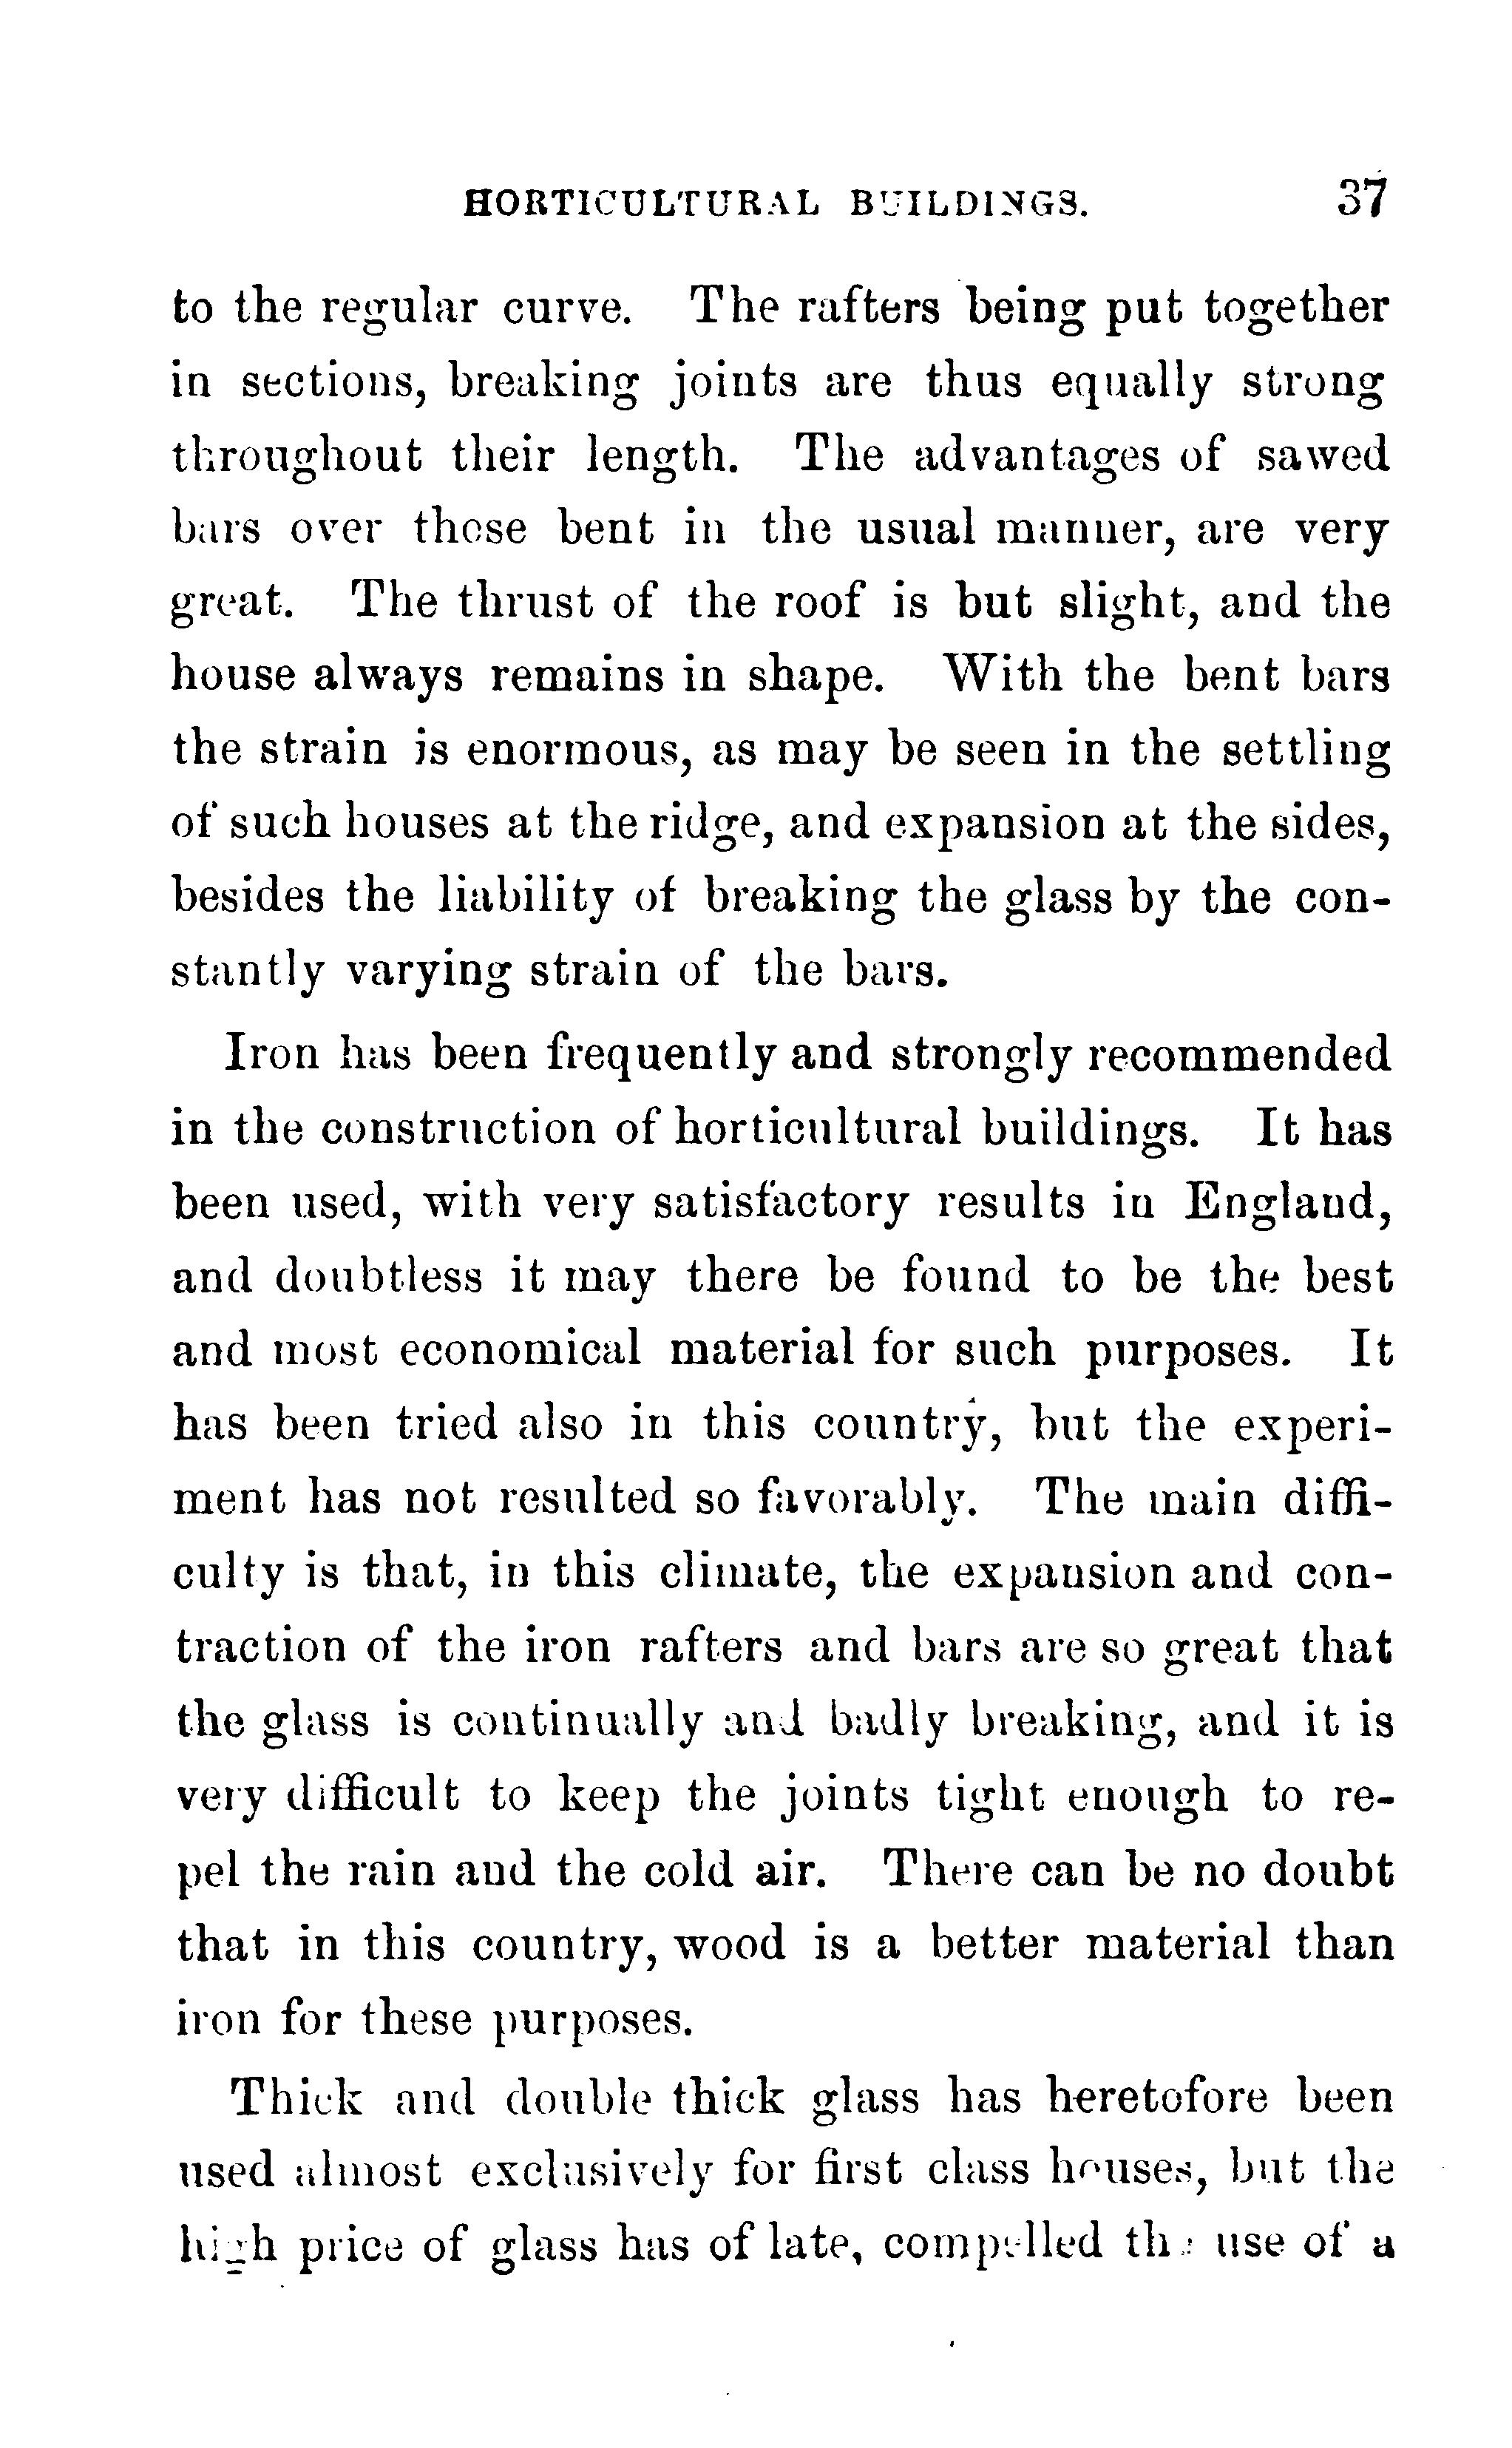 HORTICULTURAL BUILDINGS. 37
to the regular curve. The rafters being put together
in sections, breaking joints are thus equally strong
throughout their length. The advantages of sawed
bars over those bent in the usual manner, are very
great. The thrust of the roof is but slight, and the
house always remains in shape. With the bent bars
the strain is enormous, as may be seen in the settling
of such houses at the ridge, and expansion at the sides,
besides the liability of breaking the glass by the con-
stantly varying strain of the bars.
Iron has been frequently and strongly recommended
in the construction of horticultural buildings. It has
been used, with very satisfactory results in England,
and doubtless it may there be found to be the best
and most economical material for such purposes. It
has been tried also in this country, but the experi-
ment has not resulted so favorably. The main diffi-
culty is that, in this climate, the expansion and con-
traction of the iron rafters and bars are so great that
the glass is continually and badly breaking, and it is
very difficult to keep the joints tight enough to re-
pel the rain and the cold air. There can be no doubt
that in this country, wood is a better material than
iron for these purposes.
Thick and double thick glass has heretofore been
used almost exclusively for first class houses, but the
high price of glass has of late, compelled the use of a